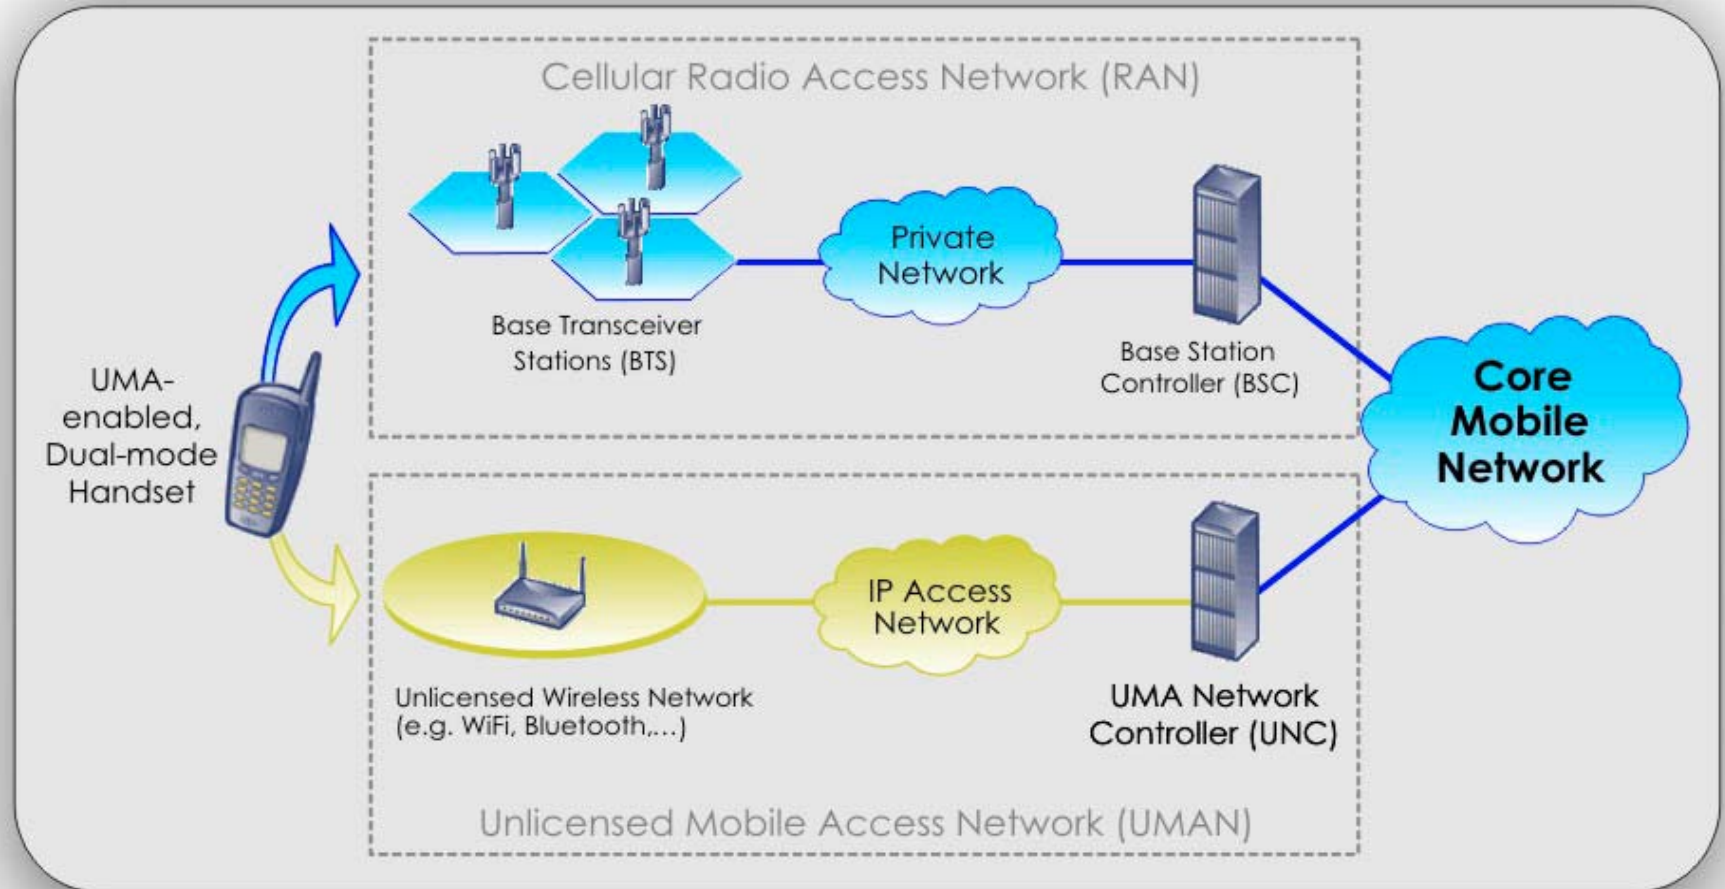 Cellular Radio Access Network (RAN)
Private
Network
Base Transceiver
Stations (BTS)
Base Station
Controller (BSC)
UMA-
enabled,
Dual-mode
Handset
Core
Mobile
Network
IP Access
Network
Unlicensed Wireless Network
(e.g. WiFi, Bluetooth,...)
UMA Network
Controller (UNC)
Unlicensed Mobile Access Network (UMAN)